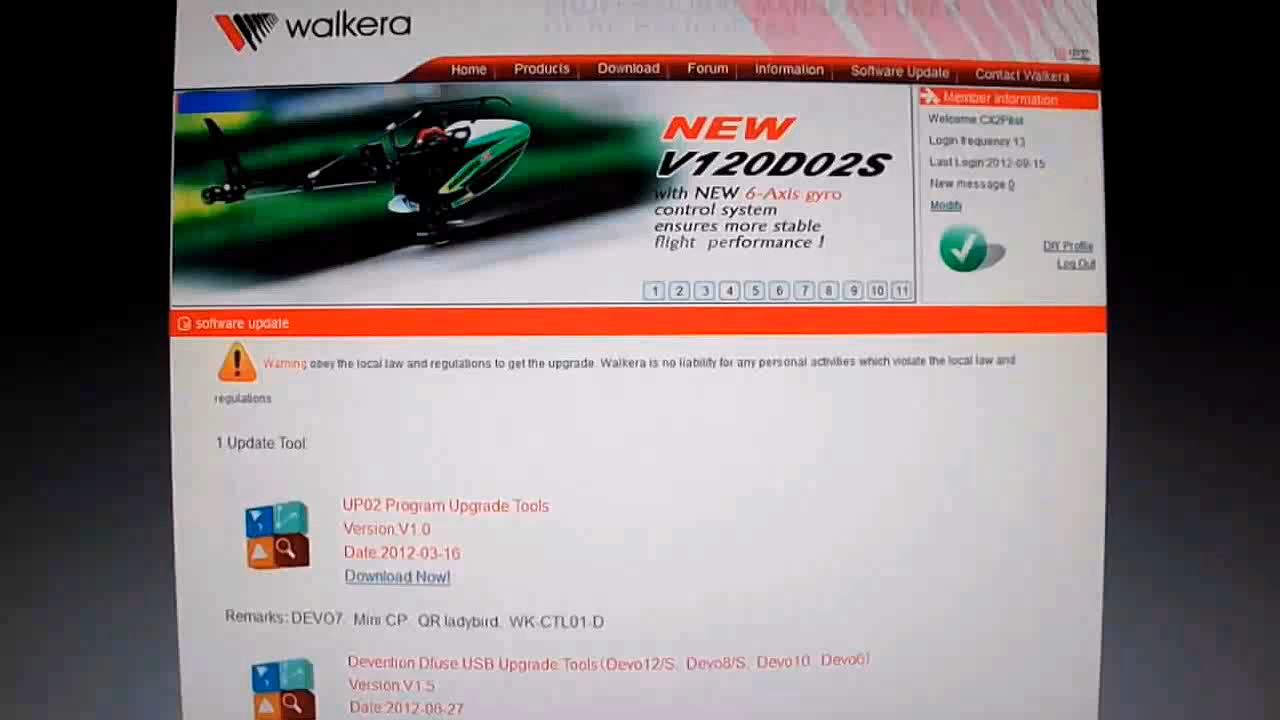 walkera
Home Products Download Forum Information Software Update Contact Walkera
NEW
V120D02S
with NEW 6-Axis gyro
control system
ensures more stable
flight performance !
1 2 3 4 5 6 7 8 9 10 11
Member Information
Welcome CX2Pilot
Login frequency 13
Last Login:2012-09-15
New message 0
Modify
DIY Profile
Log Out
software update
Warning obey the local law and regulations to get the upgrade. Walkera is no liability for any personal activities which violate the local law and
regulations
1 Update Tool:
UP02 Program Upgrade Tools
Version:V1.0
Date:2012-03-16
Download Now!
Remarks: DEVO7, Mini CP, QR ladybird, WK-CTL01-D
Devention Dfuse USB Upgrade Tools(Devo12/S, Devo8/S, Devo10, Devo6)
Version:V1.5
Date:2012-06-27